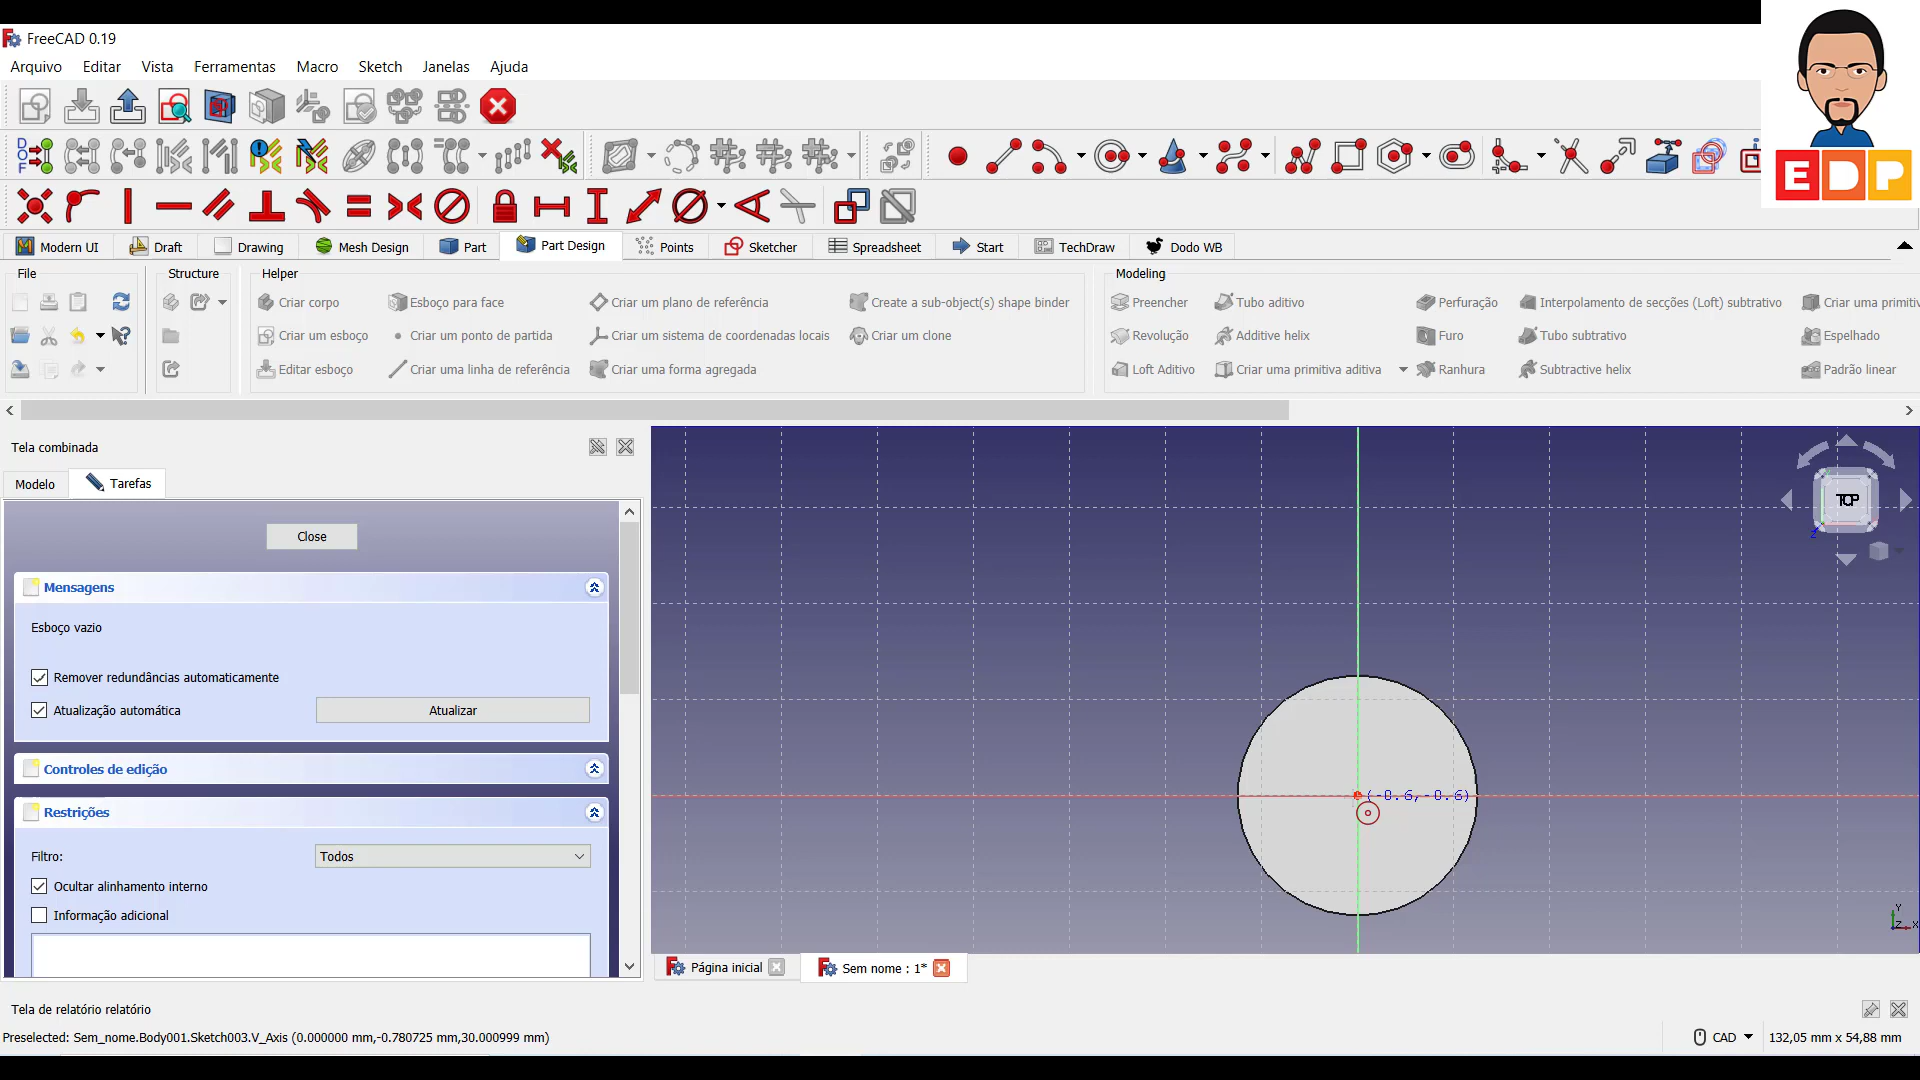 FreeCAD 0.19
Arquivo Editar Vista Ferramentas Macro Sketch Janelas Ajuda
DOF
EDP
Modern UI Draft Drawing Mesh Design Part Part Design Points Sketcher Spreadsheet Start TechDraw Dodo WB
File Structure Helper Modeling
Criar corpo Esboço para face Criar um plano de referência Create a sub-object(s) shape binder Preencher Tubo aditivo Perfuração Interpolamento de secções (Loft) subtrativo Criar uma primitiv
Criar um esboço Criar um ponto de partida Criar um sistema de coordenadas locais Criar um clone Revolução Additive helix Furo Tubo subtrativo Espelhado
Editar esboço Criar uma linha de referência Criar uma forma agregada Loft Aditivo Criar uma primitiva aditiva Ranhura Subtractive helix Padrão linear
Tela combinada
Modelo Tarefas
Close
Mensagens
Esboço vazio
Remover redundâncias automaticamente
Atualização automática Atualizar
Controles de edição
Restrições
Filtro: Todos
Ocultar alinhamento interno
Informação adicional
TOP
Z
(-0.6,-0.6)
Y
Z X
Página inicial Sem nome : 1*
Tela de relatório relatório
Preselected: Sem_nome.Body001.Sketch003.V_Axis (0.000000 mm,-0.780725 mm,30.000999 mm) CAD 132,05 mm x 54,88 mm